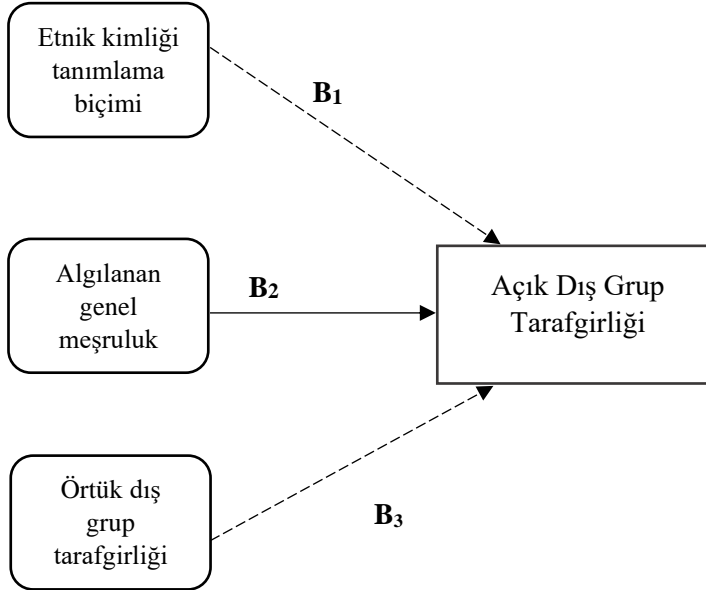 Etnik kimliği
tanımlama
biçimi
B1
Algılanan
genel
meşruluk
B2
Açık Dış Grup
Tarafgirliği
Örtük dış
grup
tarafgirliği
B3